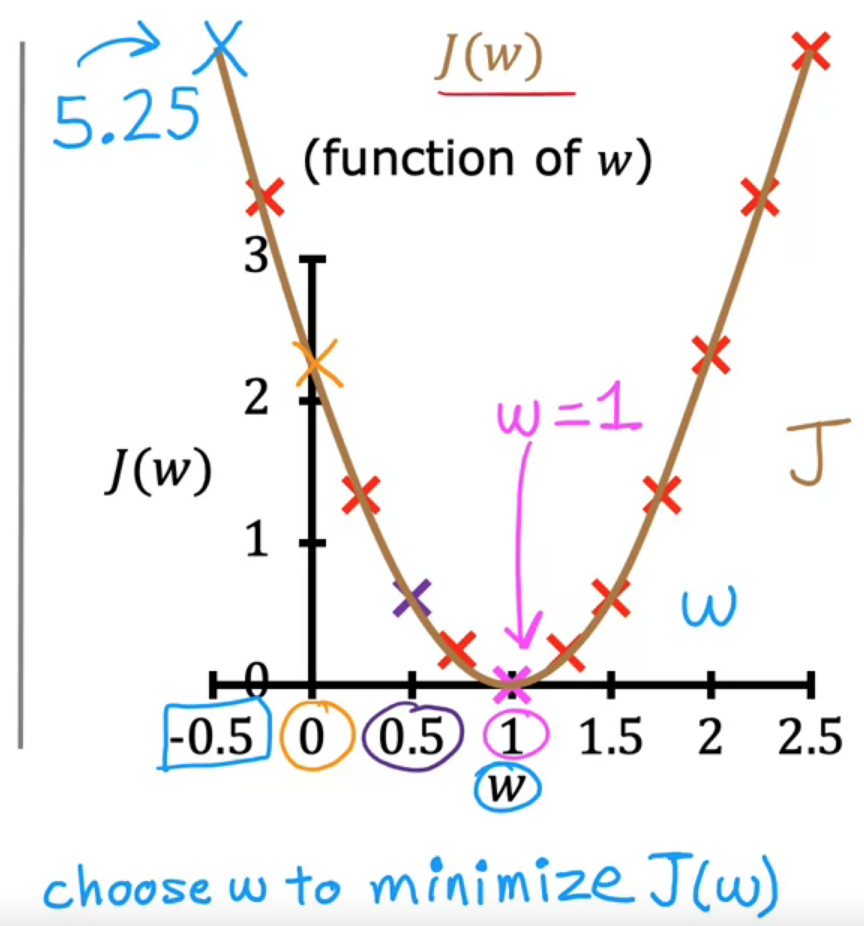 J(w)
5.25
(function of w)
3
2
w=1
J(w)
J
1
w
0
-0.5 0 0.5 1 1.5 2 2.5
w
choose w to minimize J(w)